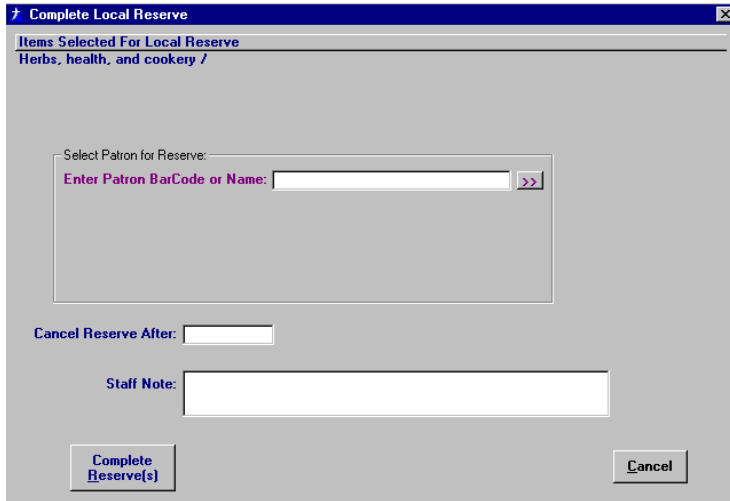 Complete Local Reserve
Items Selected For Local Reserve
Herbs, health, and cookery /
Select Patron for Reserve:
Enter Patron BarCode or Name: >>
Cancel Reserve After:
Staff Note:
Complete
Reserve(s)
Cancel